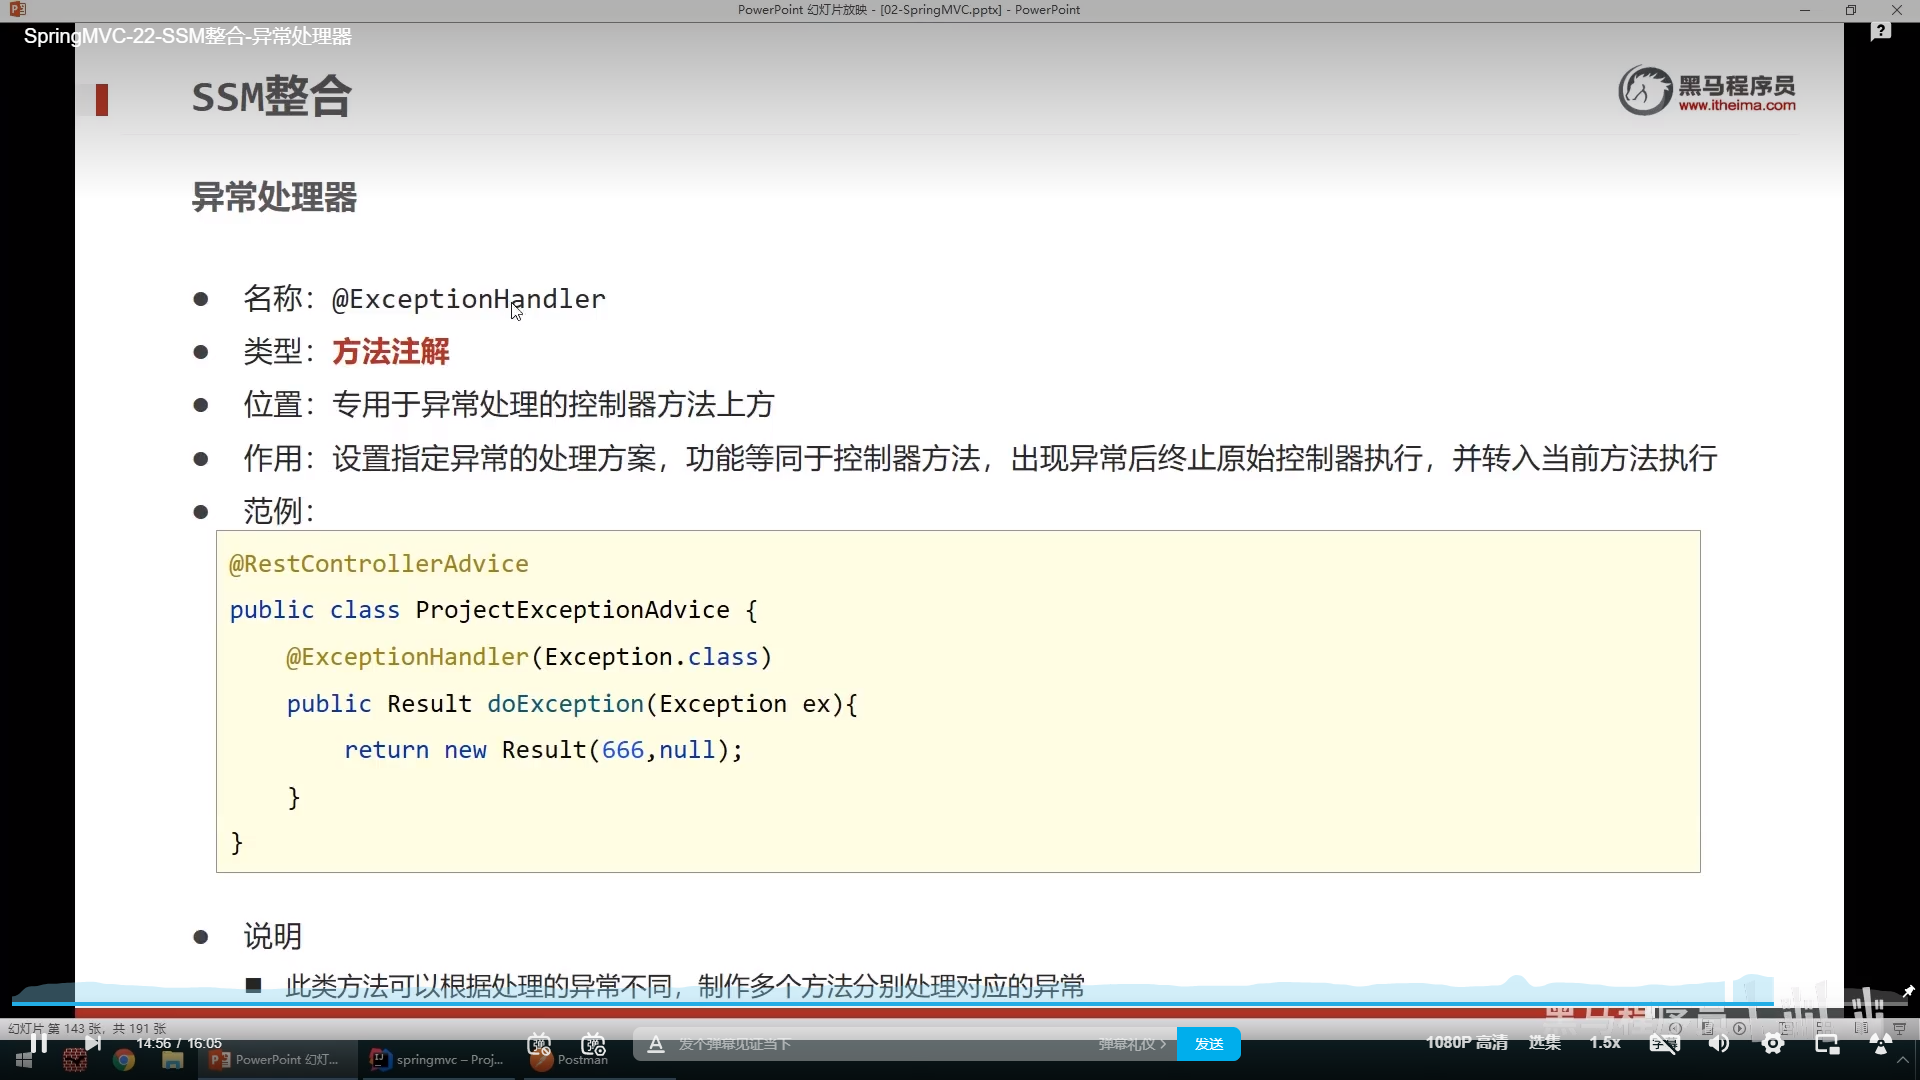 PowerPoint 幻灯片放映 - [02-SpringMVC.pptx] - PowerPoint
SpringMVC-22-SSM整合-异常处理器
SSM整合
黑马程序员
www.itheima.com
异常处理器
● 名称：@ExceptionHandler
● 类型：方法注解
● 位置：专用于异常处理的控制器方法上方
● 作用：设置指定异常的处理方案，功能等同于控制器方法，出现异常后终止原始控制器执行，并转入当前方法执行
● 范例：
@RestControllerAdvice
public class ProjectExceptionAdvice {
    @ExceptionHandler(Exception.class)
    public Result doException(Exception ex){
        return new Result(666,null);
    }
}
● 说明
■ 此类方法可以根据处理的异常不同，制作多个方法分别处理对应的异常
幻灯片 第 143 张，共 191 张
14:56 / 16:05
发个弹幕见证当下
弹幕礼仪 >
发送
1080P 高清
选集
1.5x
PowerPoint 幻灯...
springmvc – Proj...
Postman